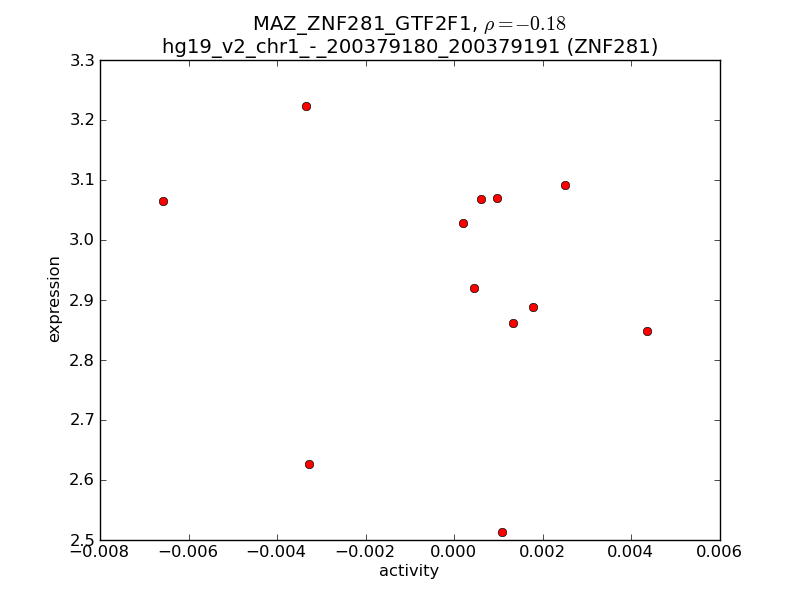 MAZ_ZNF281_GTF2F1, ρ = −0.18
hg19_v2_chr1_-_200379180_200379191 (ZNF281)
3.3
3.2
3.1
3.0
2.9
2.8
2.7
2.6
2.5
expression
−0.008 −0.006 −0.004 −0.002 0.000 0.002 0.004 0.006
activity